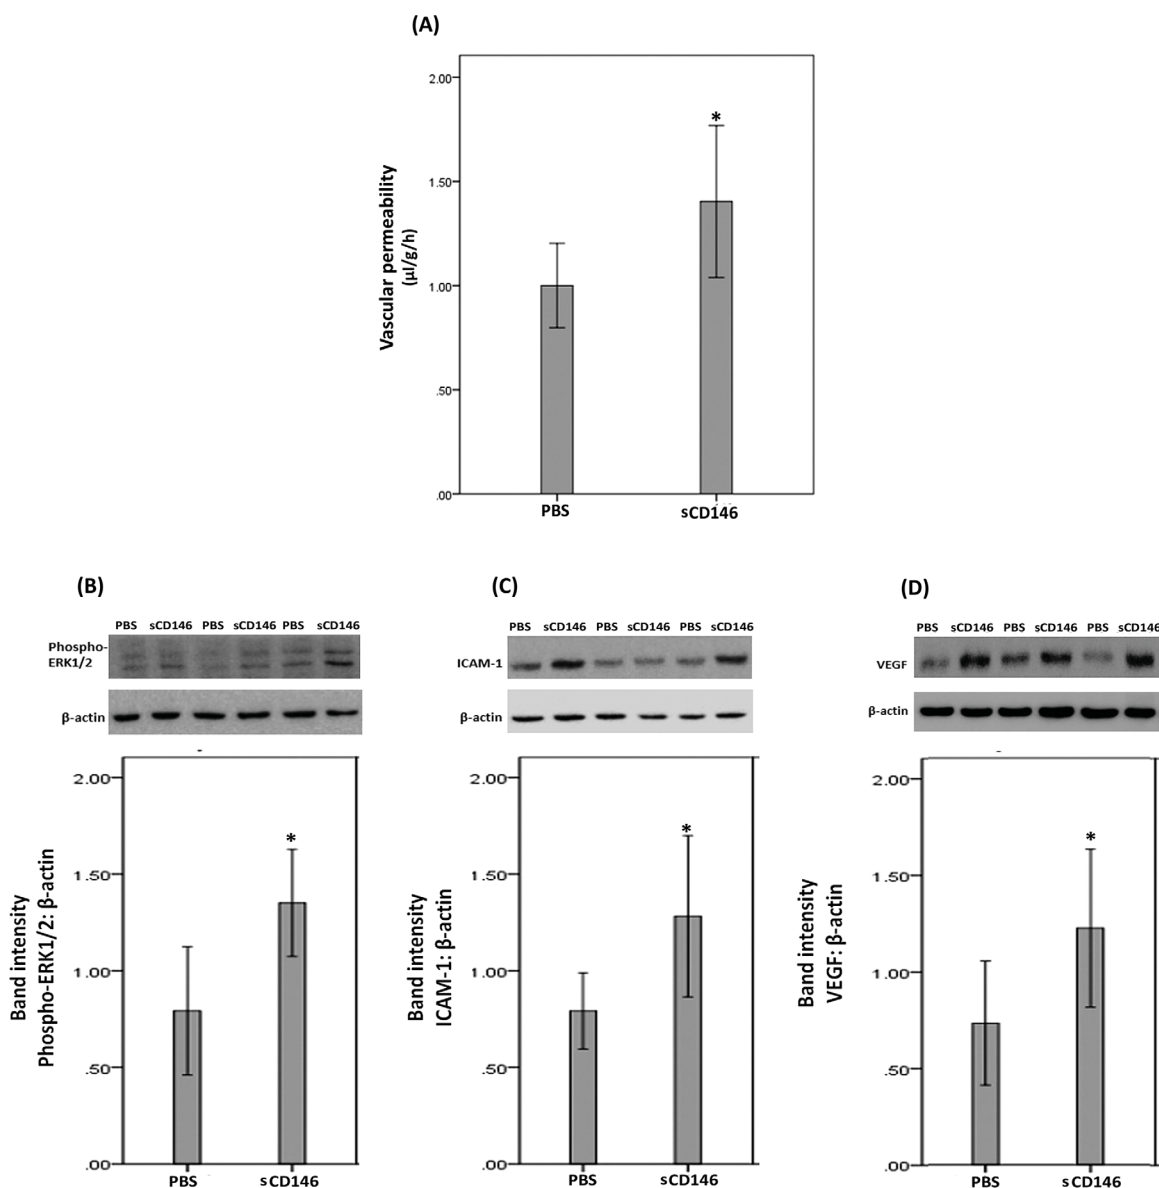 (A)
2.00
1.50
1.00
.50
.00
Vascular permeability
(µl/g/h)
*
PBS sCD146
(B)
PBS sCD146 PBS sCD146 PBS sCD146
Phospho-
ERK1/2
β-actin
2.00
1.50
1.00
.50
.00
Band intensity
Phospho-ERK1/2: β-actin
*
PBS sCD146
(C)
PBS sCD146 PBS sCD146 PBS sCD146
ICAM-1
β-actin
2.00
1.50
1.00
.50
.00
Band intensity
ICAM-1: β-actin
*
PBS sCD146
(D)
PBS sCD146 PBS sCD146 PBS sCD146
VEGF
β-actin
2.00
1.50
1.00
.50
.00
Band intensity
VEGF: β-actin
*
PBS sCD146